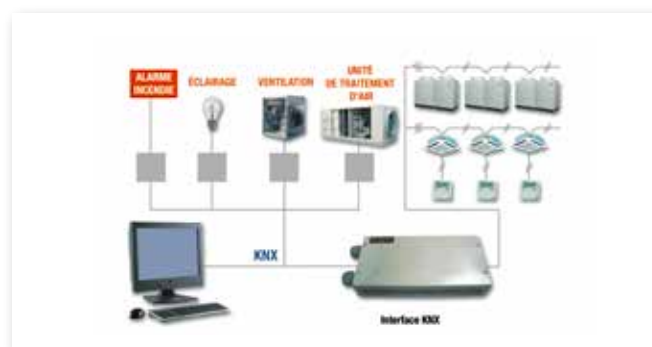 ALARME
INCENDIE
ÉCLAIRAGE
VENTILATION
UNITÉ
DE TRAITEMENT
D'AIR
KNX
Interface KNX